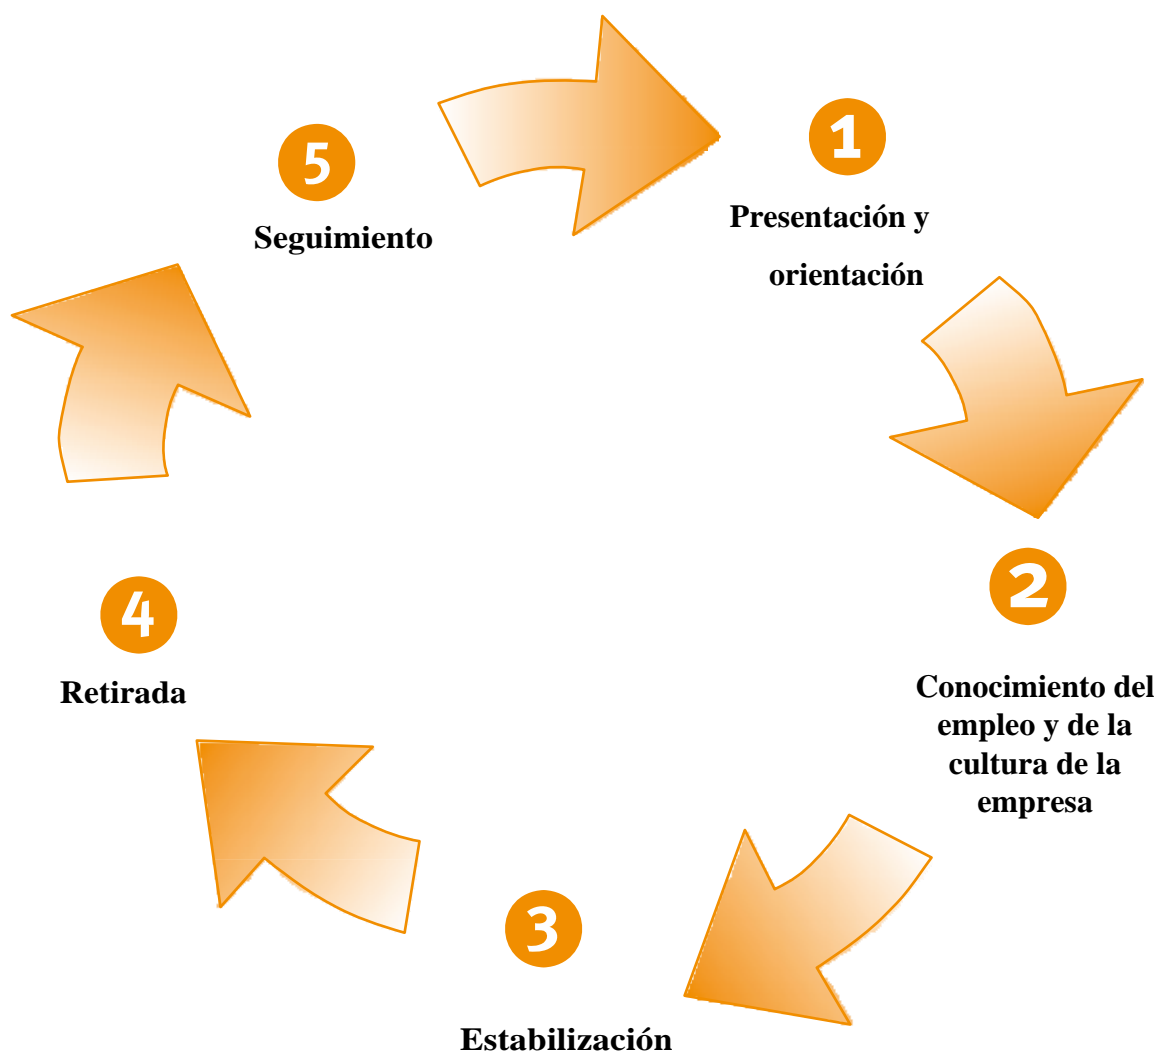 1
Presentación y
orientación
2
Conocimiento del
empleo y de la
cultura de la
empresa
3
Estabilización
4
Retirada
5
Seguimiento